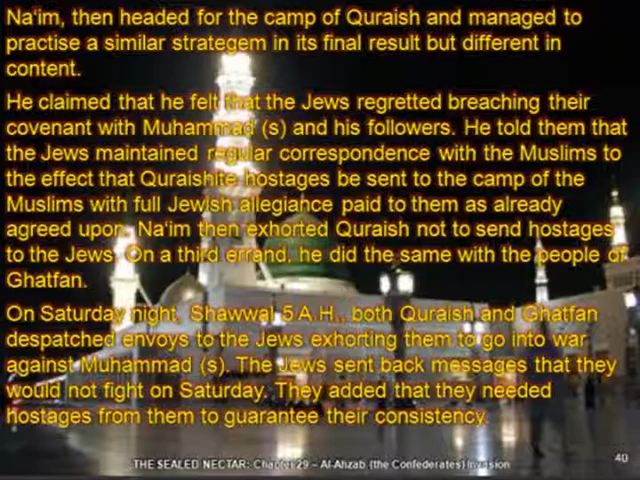 Na'im, then headed for the camp of Quraish and managed to
practise a similar strategem in its final result but different in
content.
He claimed that he felt that the Jews regretted breaching their
covenant with Muhammad (s) and his followers. He told them that
the Jews maintained regular correspondence with the Muslims to
the effect that Quraishite hostages be sent to the camp of the
Muslims with full Jewish allegiance paid to them as already
agreed upon. Na'im then exhorted Quraish not to send hostages
to the Jews. On a third errand, he did the same with the people of
Ghatfan.
On Saturday night, Shawwal 5 A.H., both Quraish and Ghatfan
despatched envoys to the Jews exhorting them to go into war
against Muhammad (s). The Jews sent back messages that they
would not fight on Saturday. They added that they needed
hostages from them to guarantee their consistency.
THE SEALED NECTAR: Chapter 29 – Al-Ahzab (the Confederates) Invasion
40